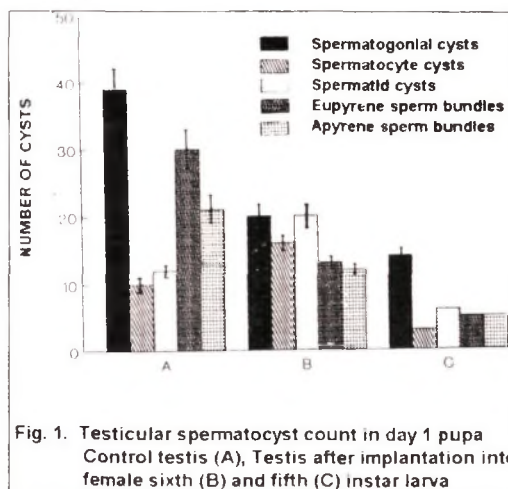 50
40
30
20
10
0
NUMBER OF CYSTS
Spermatogonial cysts
Spermatocyte cysts
Spermatid cysts
Eupyrene sperm bundles
Apyrene sperm bundles
A
B
C
Fig. 1. Testicular spermatocyst count in day 1 pupa
Control testis (A), Testis after implantation into
female sixth (B) and fifth (C) instar larva